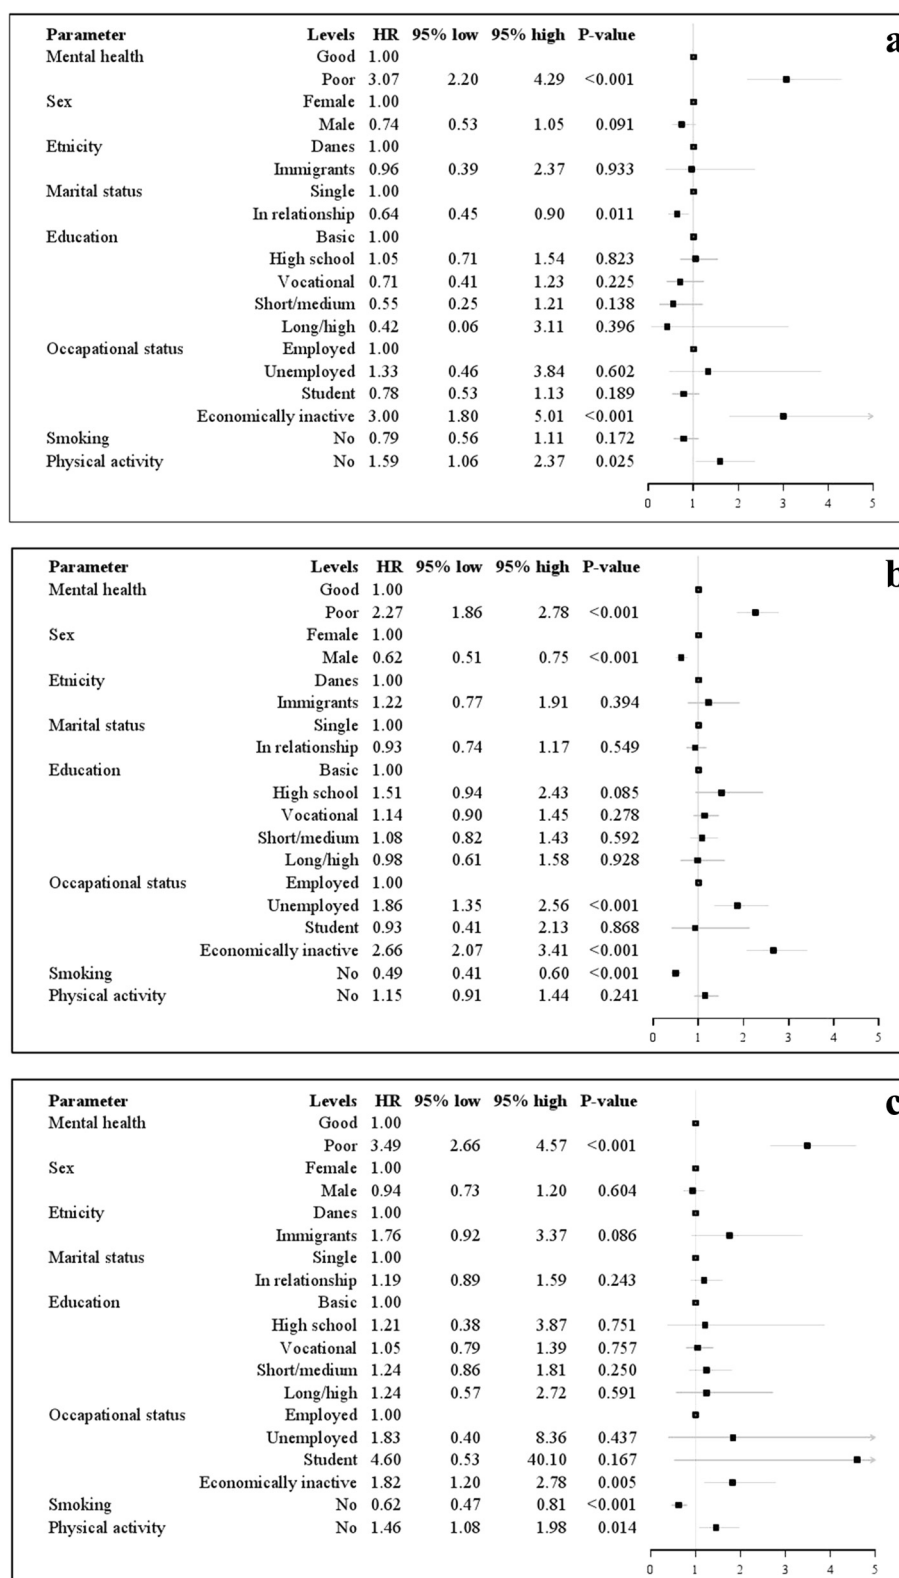 Parameter Levels HR 95% low 95% high P-value a
Mental health Good 1.00
Poor 3.07 2.20 4.29 <0.001
Sex Female 1.00
Male 0.74 0.53 1.05 0.091
Etnicity Danes 1.00
Immigrants 0.96 0.39 2.37 0.933
Marital status Single 1.00
In relationship 0.64 0.45 0.90 0.011
Education Basic 1.00
High school 1.05 0.71 1.54 0.823
Vocational 0.71 0.41 1.23 0.225
Short/medium 0.55 0.25 1.21 0.138
Long/high 0.42 0.06 3.11 0.396
Occapational status Employed 1.00
Unemployed 1.33 0.46 3.84 0.602
Student 0.78 0.53 1.13 0.189
Economically inactive 3.00 1.80 5.01 <0.001
Smoking No 0.79 0.56 1.11 0.172
Physical activity No 1.59 1.06 2.37 0.025
0 1 2 3 4 5
Parameter Levels HR 95% low 95% high P-value b
Mental health Good 1.00
Poor 2.27 1.86 2.78 <0.001
Sex Female 1.00
Male 0.62 0.51 0.75 <0.001
Etnicity Danes 1.00
Immigrants 1.22 0.77 1.91 0.394
Marital status Single 1.00
In relationship 0.93 0.74 1.17 0.549
Education Basic 1.00
High school 1.51 0.94 2.43 0.085
Vocational 1.14 0.90 1.45 0.278
Short/medium 1.08 0.82 1.43 0.592
Long/high 0.98 0.61 1.58 0.928
Occapational status Employed 1.00
Unemployed 1.86 1.35 2.56 <0.001
Student 0.93 0.41 2.13 0.868
Economically inactive 2.66 2.07 3.41 <0.001
Smoking No 0.49 0.41 0.60 <0.001
Physical activity No 1.15 0.91 1.44 0.241
0 1 2 3 4 5
Parameter Levels HR 95% low 95% high P-value c
Mental health Good 1.00
Poor 3.49 2.66 4.57 <0.001
Sex Female 1.00
Male 0.94 0.73 1.20 0.604
Etnicity Danes 1.00
Immigrants 1.76 0.92 3.37 0.086
Marital status Single 1.00
In relationship 1.19 0.89 1.59 0.243
Education Basic 1.00
High school 1.21 0.38 3.87 0.751
Vocational 1.05 0.79 1.39 0.757
Short/medium 1.24 0.86 1.81 0.250
Long/high 1.24 0.57 2.72 0.591
Occapational status Employed 1.00
Unemployed 1.83 0.40 8.36 0.437
Student 4.60 0.53 40.10 0.167
Economically inactive 1.82 1.20 2.78 0.005
Smoking No 0.62 0.47 0.81 <0.001
Physical activity No 1.46 1.08 1.98 0.014
0 1 2 3 4 5